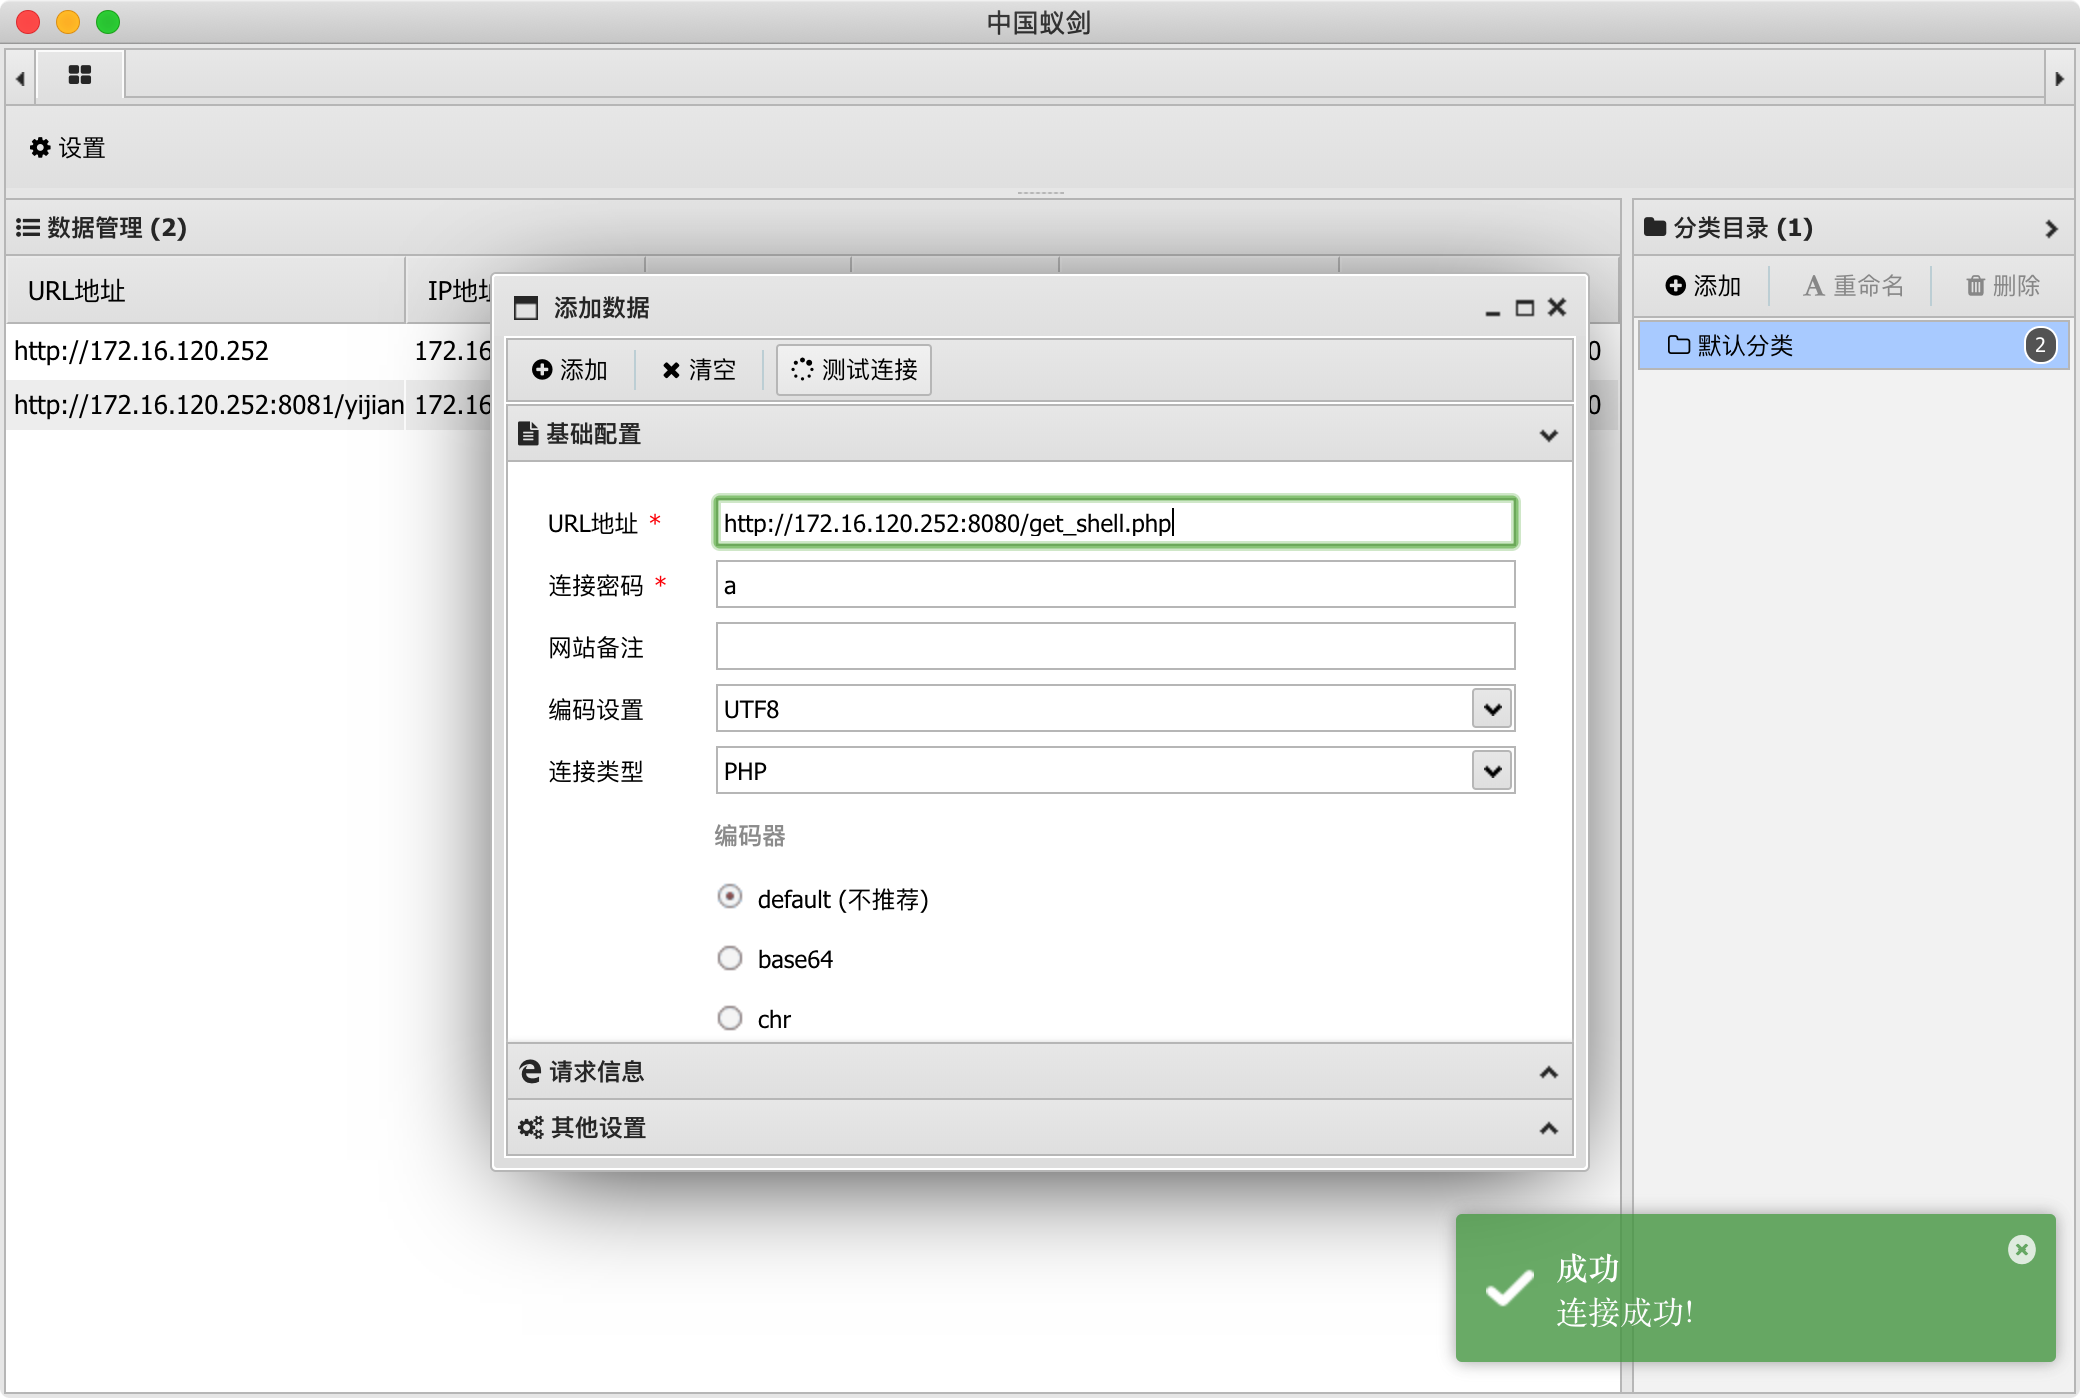 中国蚁剑
设置
数据管理 (2)
分类目录 (1)
URL地址
IP地址
添加
重命名
删除
http://172.16.120.252
172.16
0
http://172.16.120.252:8081/yijian
172.16
0
默认分类
2
添加数据
添加
清空
测试连接
基础配置
URL地址 *
http://172.16.120.252:8080/get_shell.php
连接密码 *
a
网站备注
编码设置
UTF8
连接类型
PHP
编码器
default (不推荐)
base64
chr
请求信息
其他设置
成功
连接成功!